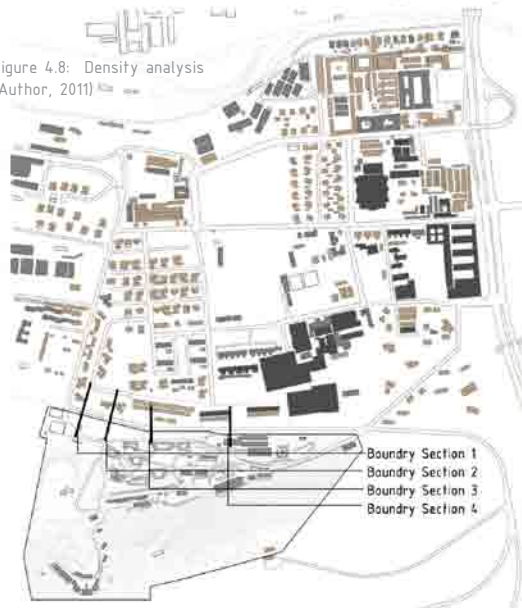 igure 4.8: Density analysis
Author, 2011)
Boundry Section 1
Boundry Section 2
Boundry Section 3
Boundry Section 4